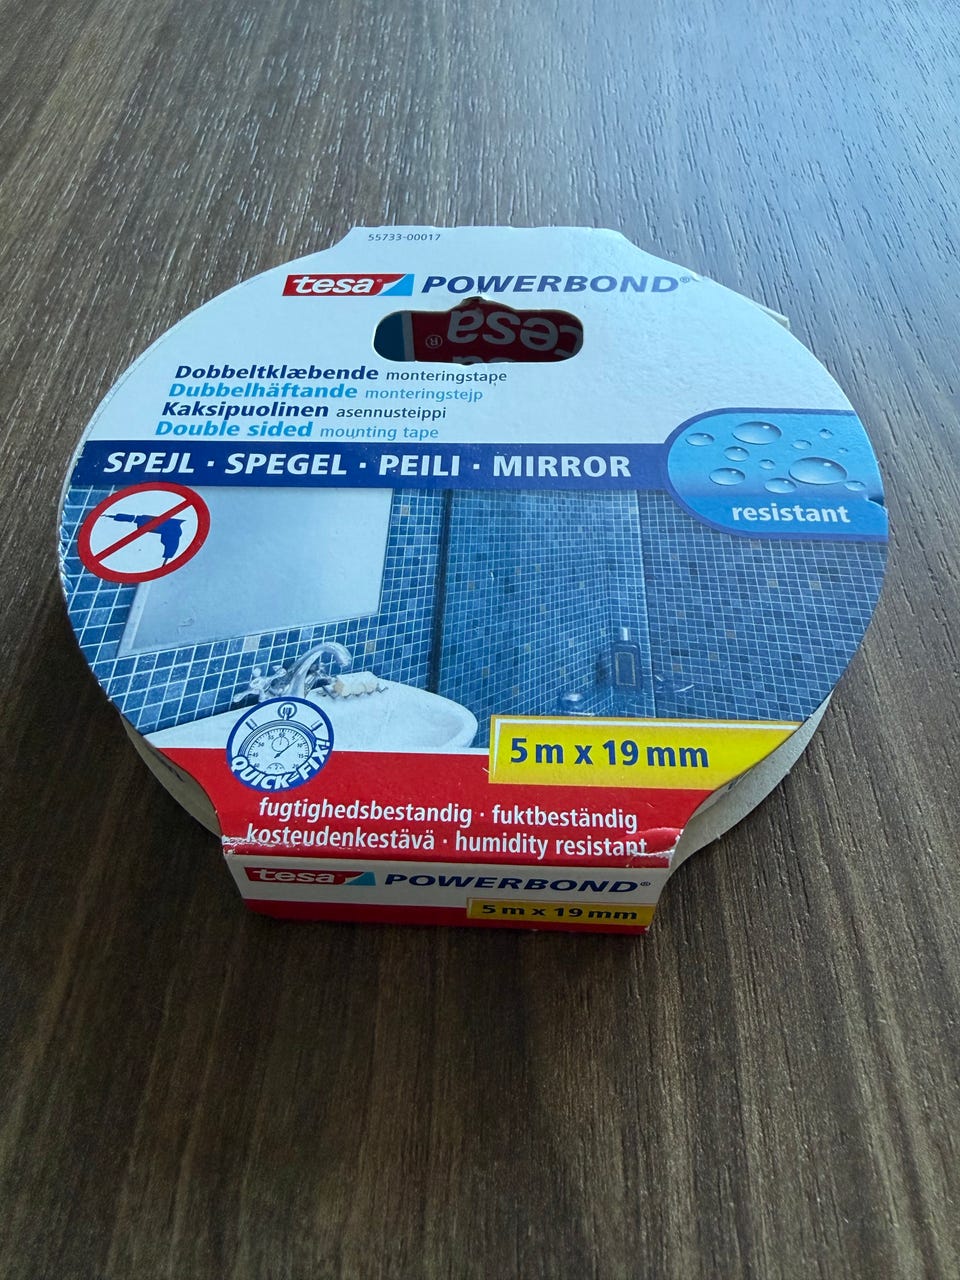 55733-00017
tesa POWERBOND®
tesa ®
Dobbeltklæbende monteringstape
Dubbelhäftande monteringstejp
Kaksipuolinen asennusteippi
Double sided mounting tape
SPEJL · SPEGEL · PEILI · MIRROR
resistant
QUICK-FIX!
5 m x 19 mm
fugtighedsbestandig · fuktbeständig
kosteudenkestävä · humidity resistant
tesa POWERBOND®
5 m x 19 mm